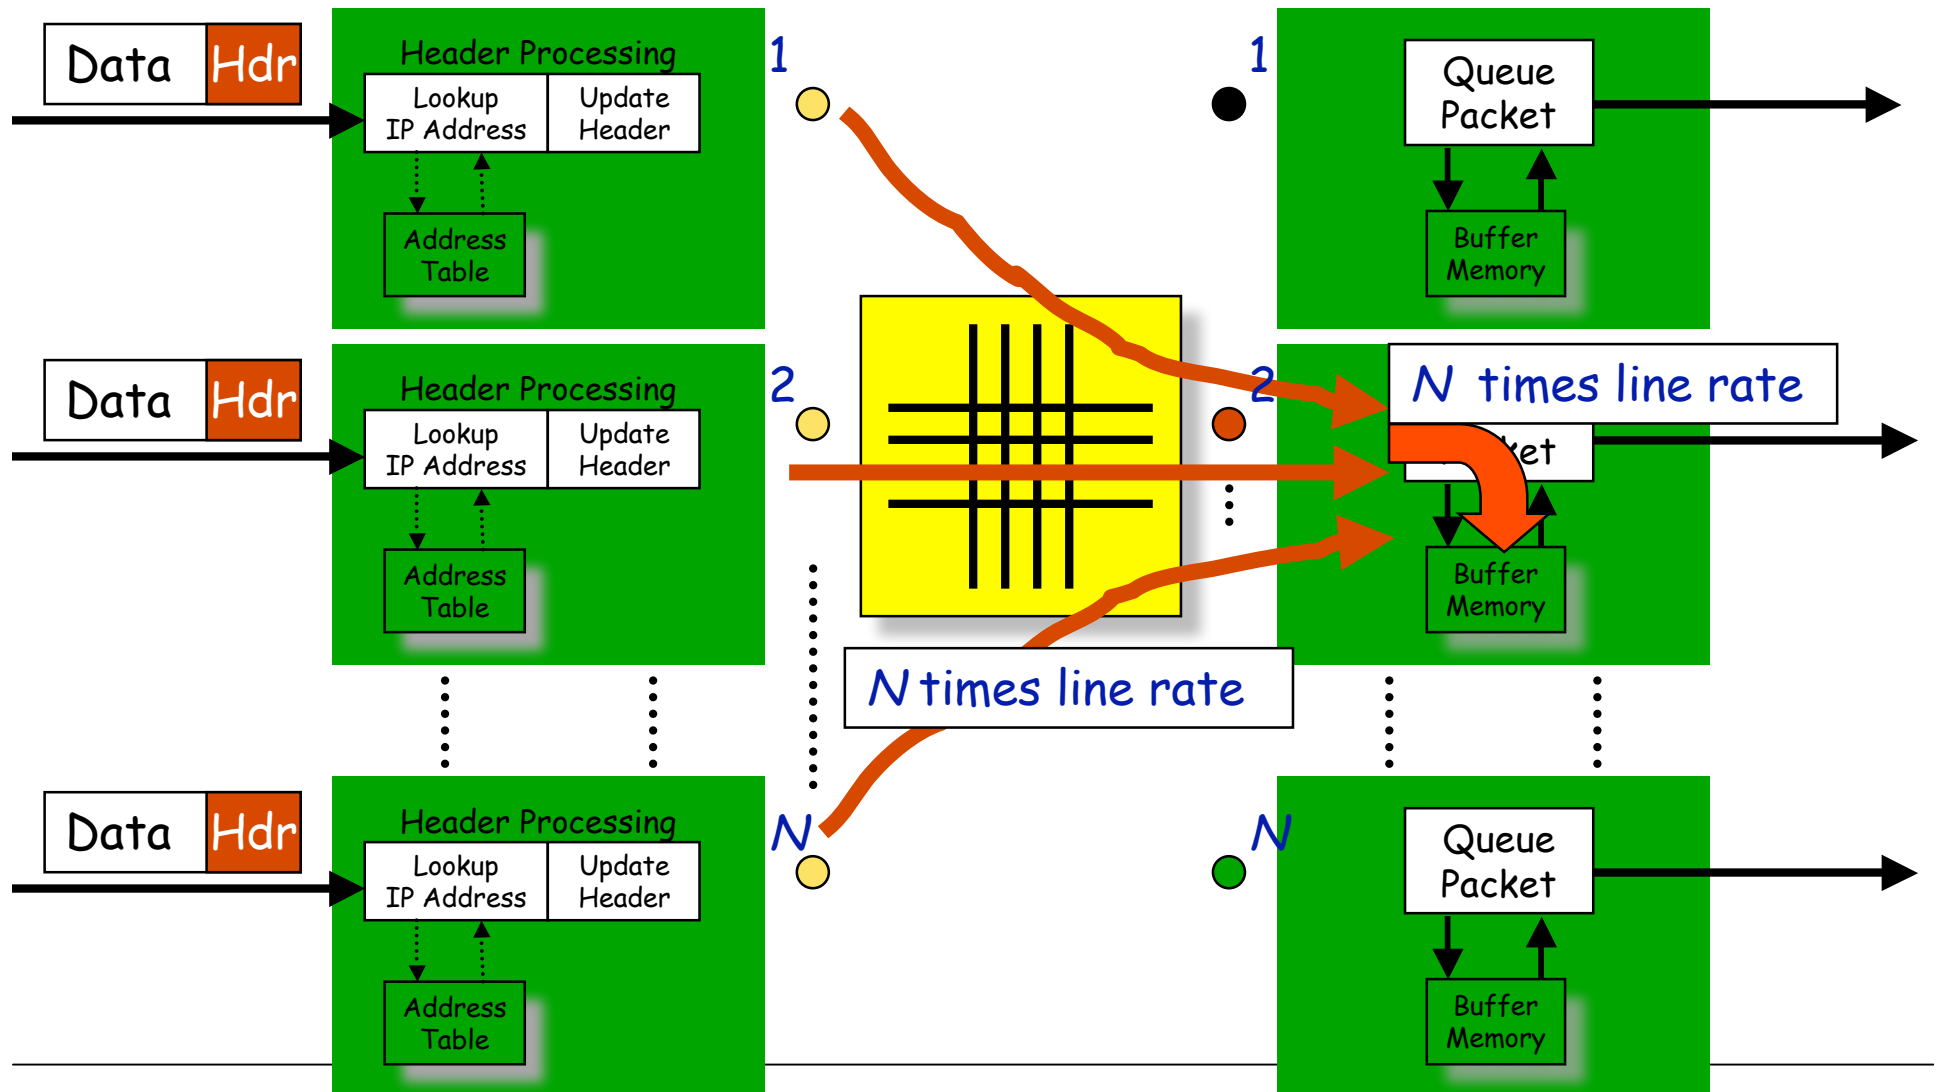 Data Hdr
Header Processing
Lookup
IP Address
Update
Header
Address
Table
1
1
Queue
Packet
Buffer
Memory
Data Hdr
Header Processing
Lookup
IP Address
Update
Header
Address
Table
2
2
N times line rate
Buffer
Memory
N times line rate
Data Hdr
Header Processing
Lookup
IP Address
Update
Header
Address
Table
N
N
Queue
Packet
Buffer
Memory